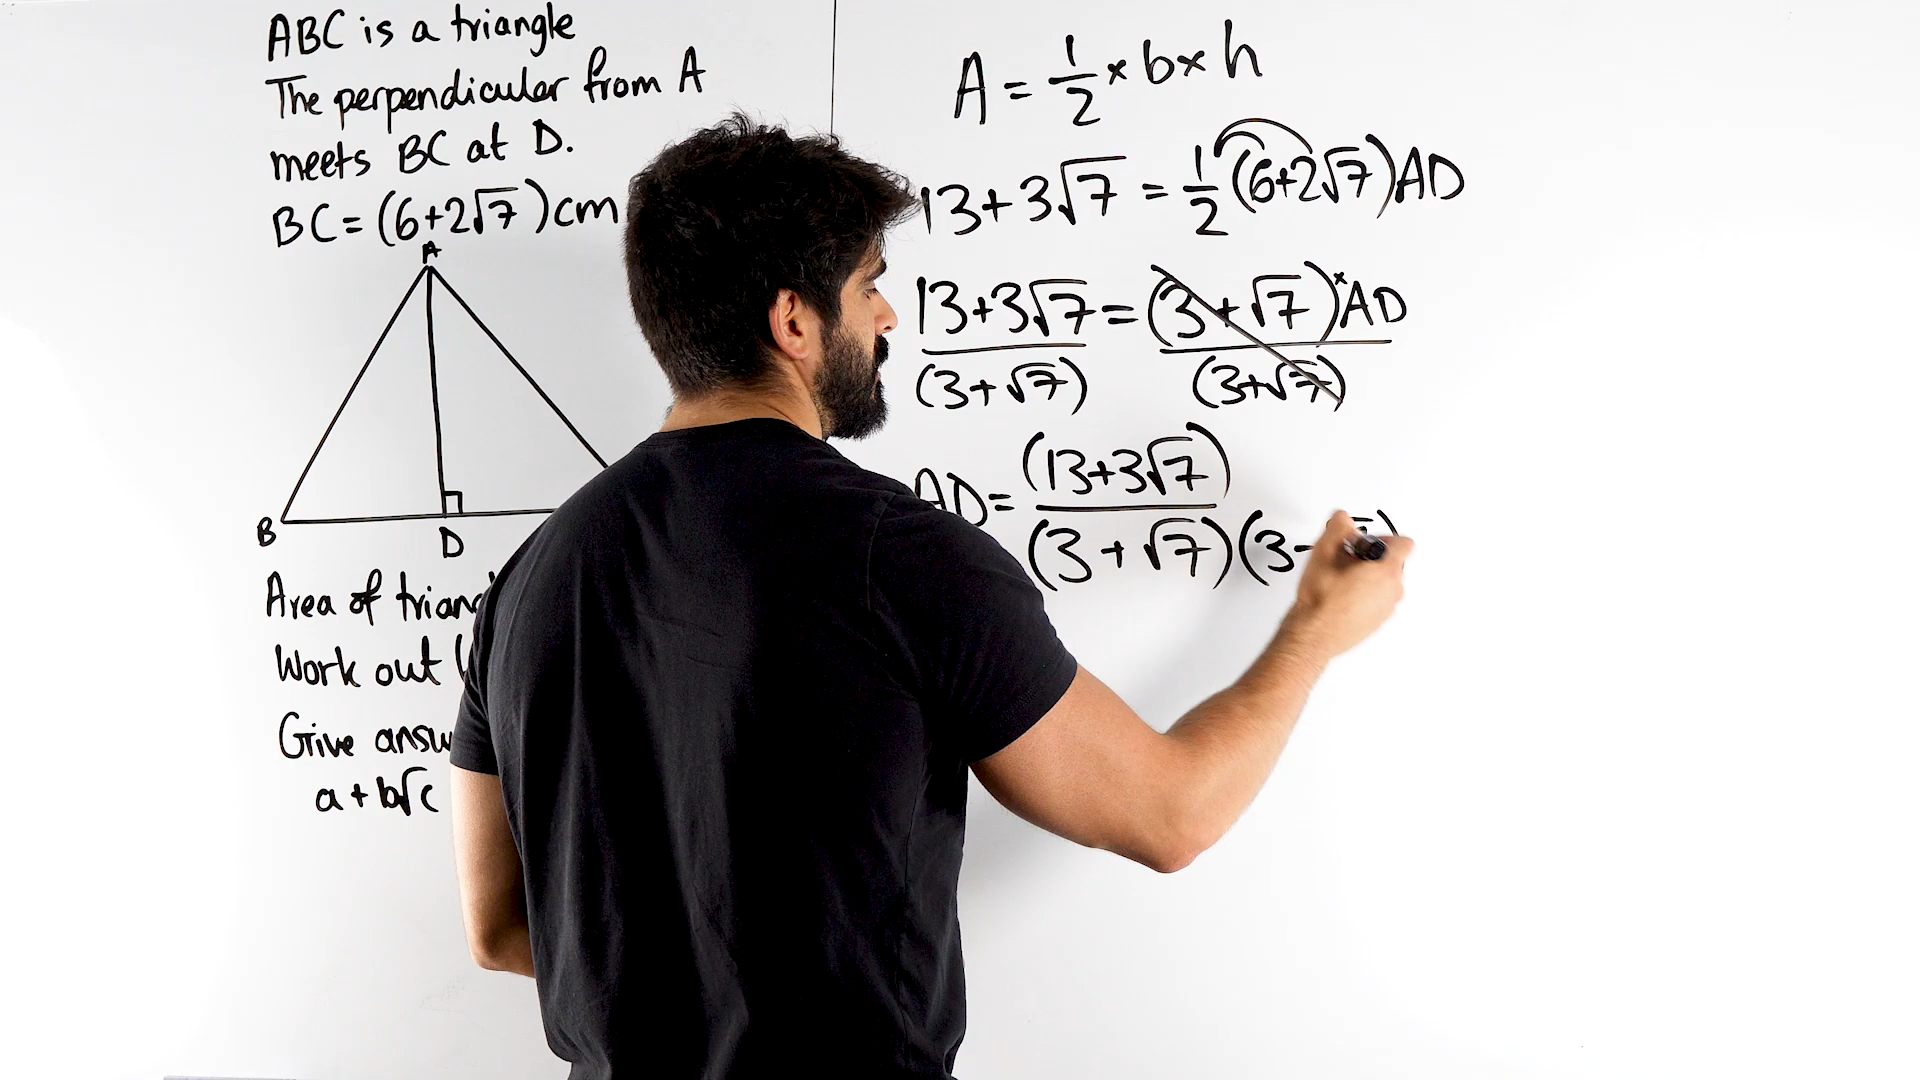 ABC is a triangle
The perpendicular from A
meets BC at D.
BC = (6+2√7)cm
A
B
D
Area of
Work out
Give
a + b√c
A = 1/2 × b × h
13+3√7 = 1/2 (6+2√7)AD
13+3√7 = (3+√7)×AD
(3+√7) (3+√7)
AD = (13+3√7)
(3+√7)(3-